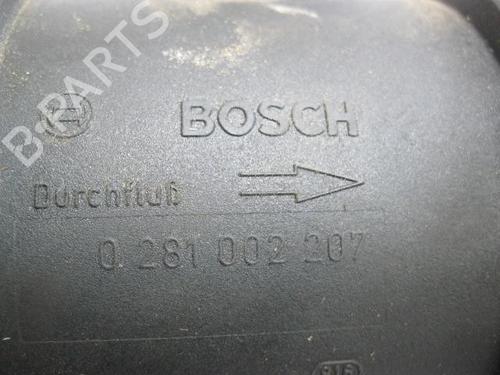 B-PARTS
BOSCH
Durchfluß
0 281 002 207